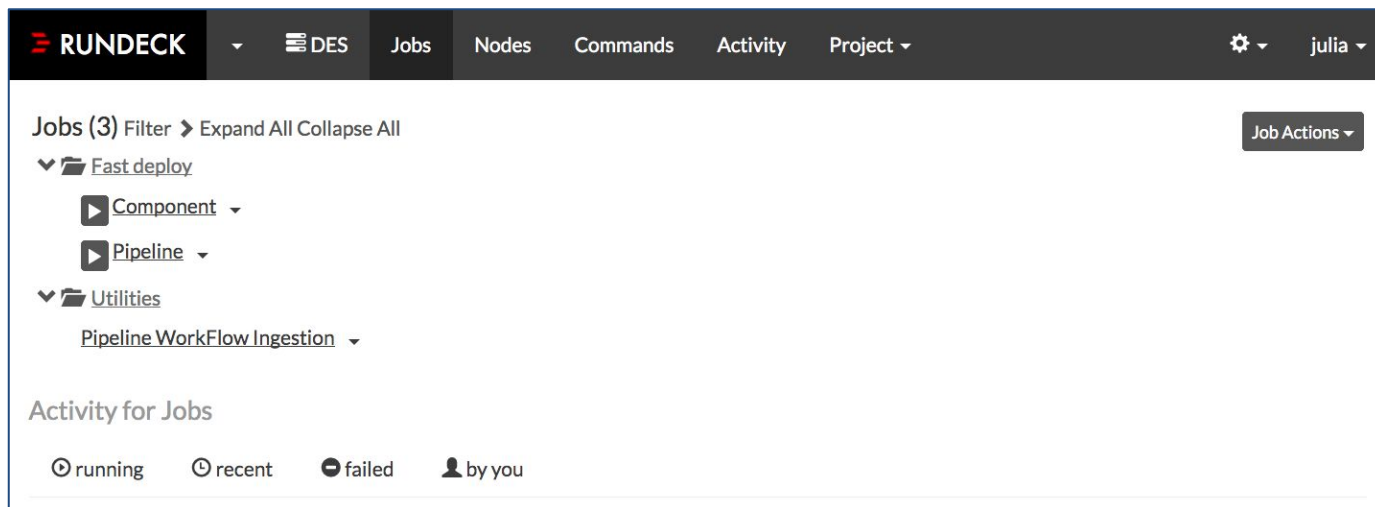 RUNDECK DES Jobs Nodes Commands Activity Project julia
Jobs (3) Filter Expand All Collapse All Job Actions
Fast deploy
Component
Pipeline
Utilities
Pipeline WorkFlow Ingestion
Activity for Jobs
running recent failed by you